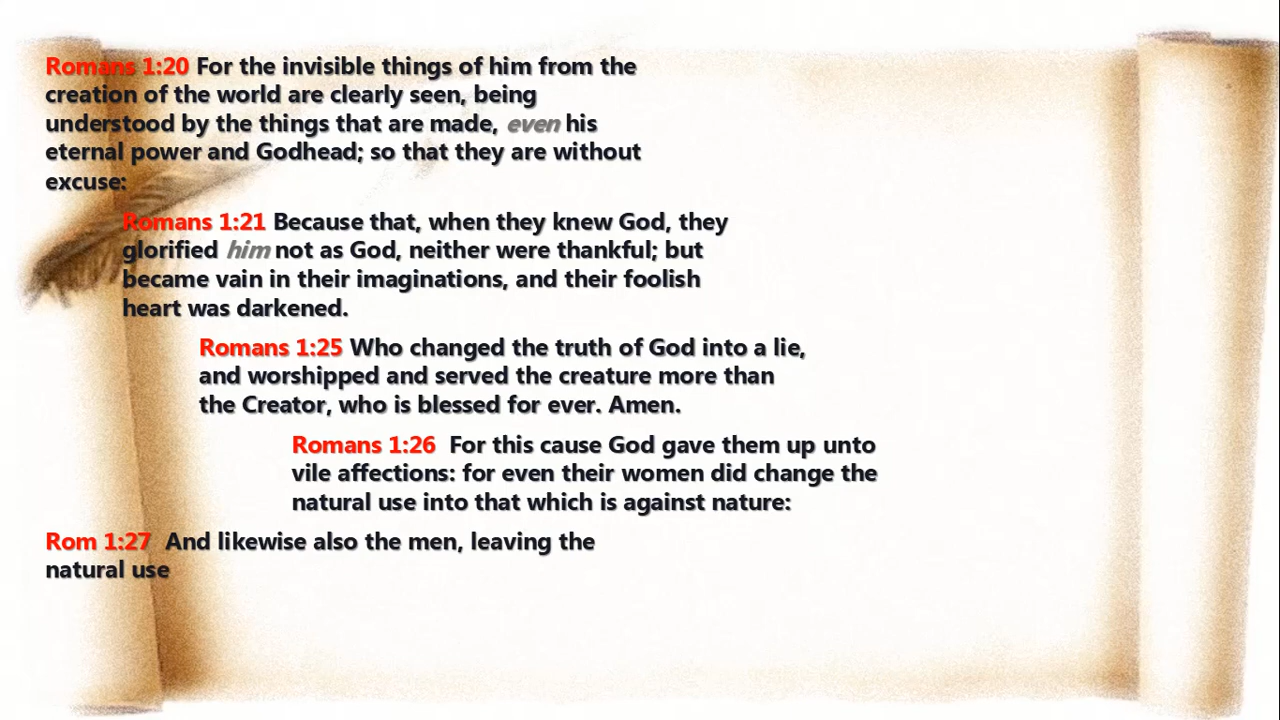 Romans 1:20 For the invisible things of him from the
creation of the world are clearly seen, being
understood by the things that are made, even his
eternal power and Godhead; so that they are without
excuse:
Romans 1:21 Because that, when they knew God, they
glorified him not as God, neither were thankful; but
became vain in their imaginations, and their foolish
heart was darkened.
Romans 1:25 Who changed the truth of God into a lie,
and worshipped and served the creature more than
the Creator, who is blessed for ever. Amen.
Romans 1:26 For this cause God gave them up unto
vile affections: for even their women did change the
natural use into that which is against nature:
Rom 1:27 And likewise also the men, leaving the
natural use